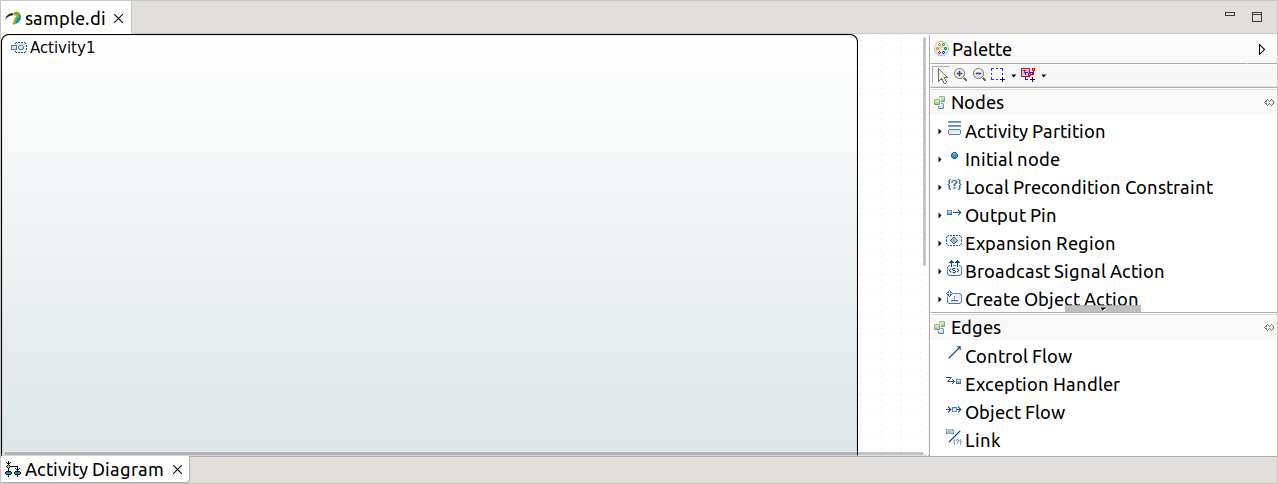 sample.di
Activity1
Palette
Nodes
Activity Partition
Initial node
Local Precondition Constraint
Output Pin
Expansion Region
Broadcast Signal Action
Create Object Action
Edges
Control Flow
Exception Handler
Object Flow
Link
Activity Diagram